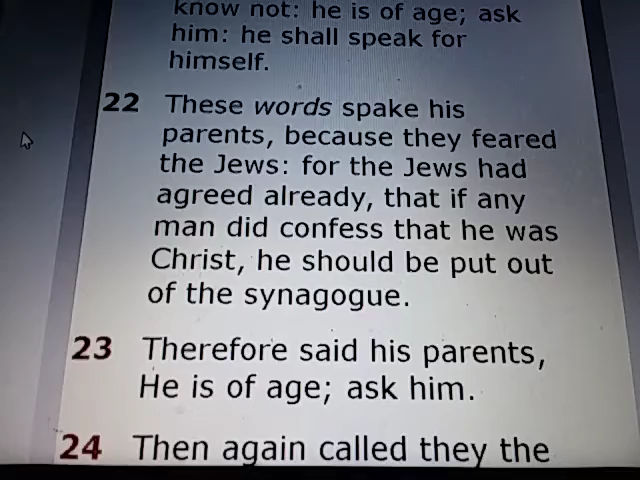 know not: he is of age; ask
him: he shall speak for
himself.
22 These words spake his
parents, because they feared
the Jews: for the Jews had
agreed already, that if any
man did confess that he was
Christ, he should be put out
of the synagogue.
23 Therefore said his parents,
He is of age; ask him.
24 Then again called they the